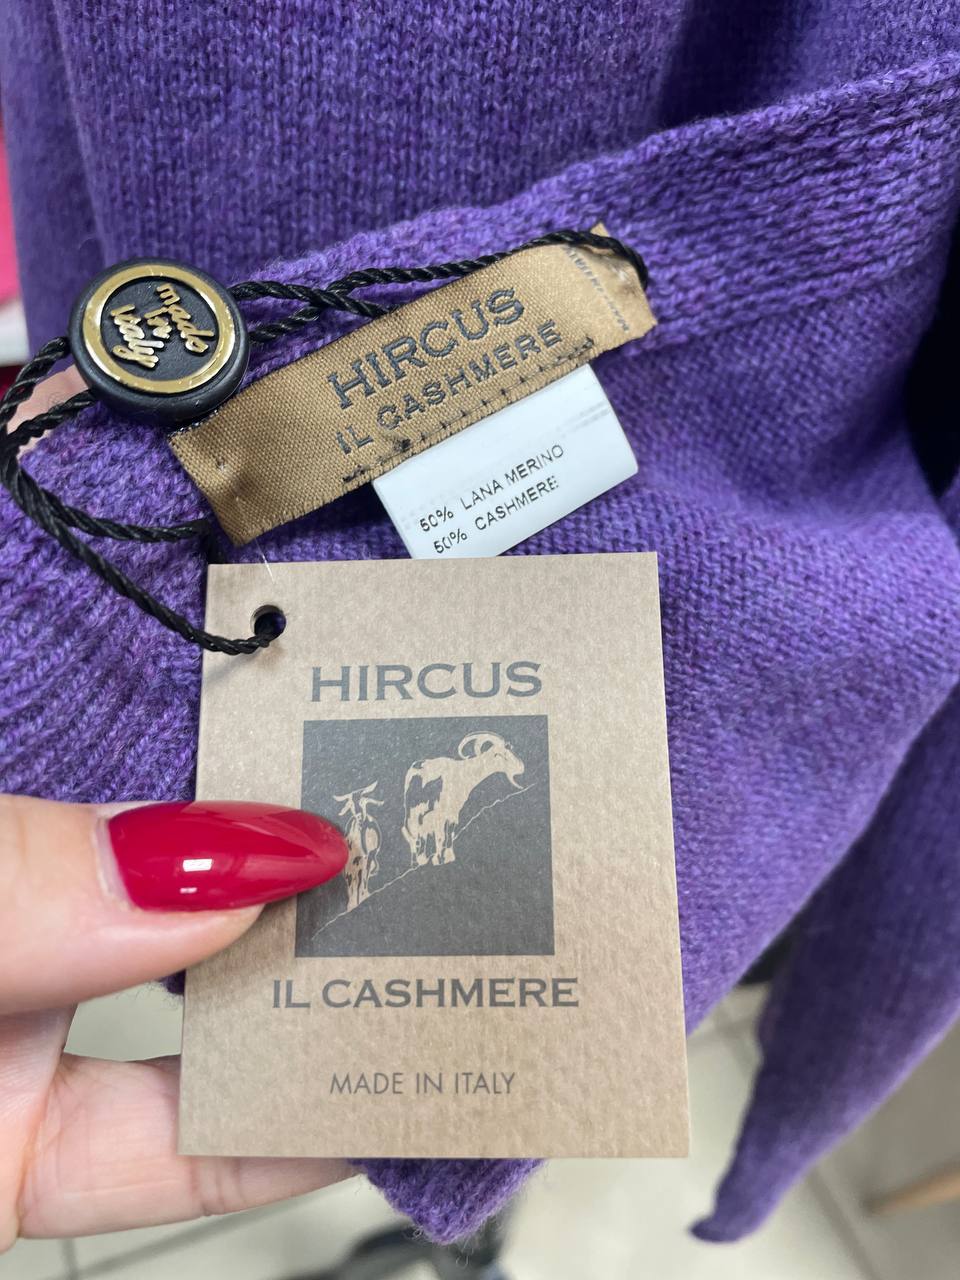 made
in
italy
HIRCUS
IL CASHMERE
50% LANA MERINO
50% CASHMERE
HIRCUS
IL CASHMERE
MADE IN ITALY